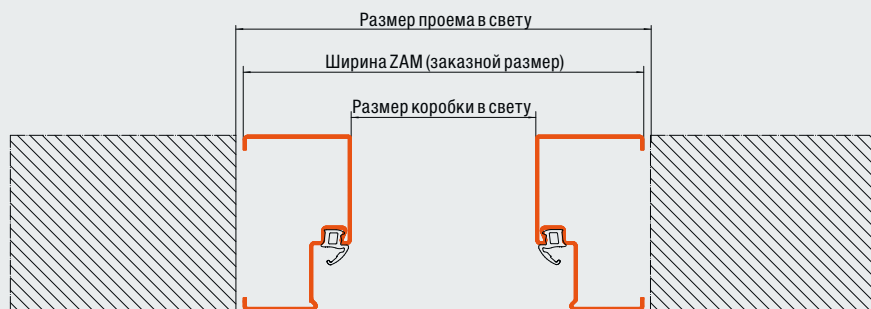 Размер проема в свету
Ширина ZAM (заказной размер)
Размер коробки в свету